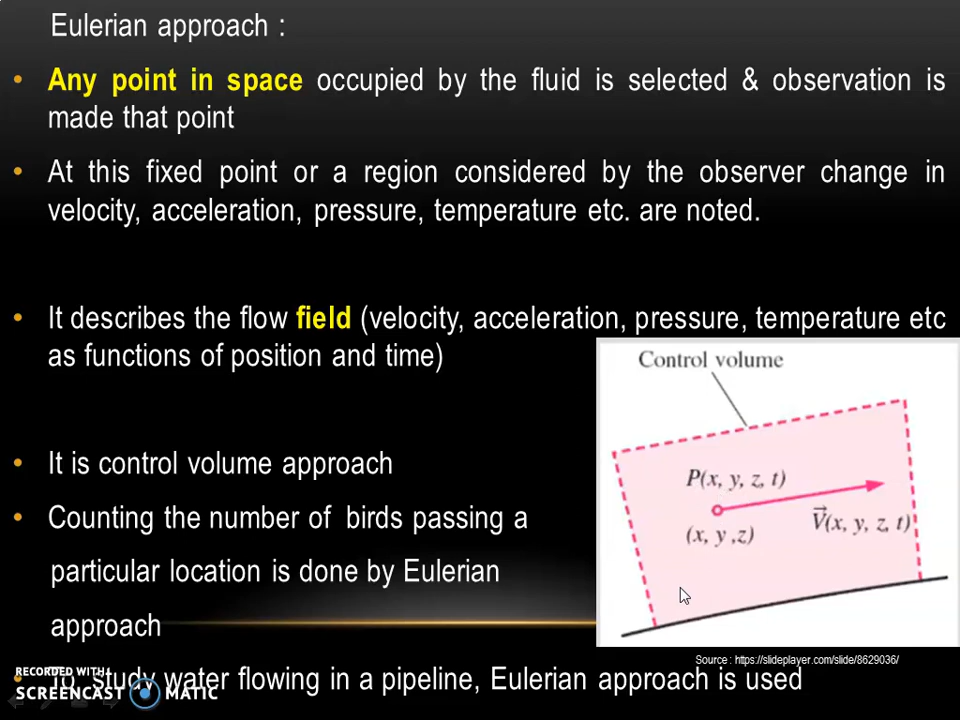 Eulerian approach :
• Any point in space occupied by the fluid is selected & observation is
made that point
• At this fixed point or a region considered by the observer change in
velocity, acceleration, pressure, temperature etc. are noted.
• It describes the flow field (velocity, acceleration, pressure, temperature etc
as functions of position and time)
Control volume
P(x, y, z, t)
(x, y ,z)
V⃗(x, y, z, t)
• It is control volume approach
• Counting the number of birds passing a
particular location is done by Eulerian
approach
Source : https://slideplayer.com/slide/8629036/
• To study water flowing in a pipeline, Eulerian approach is used
RECORDED WITH
SCREENCAST MATIC